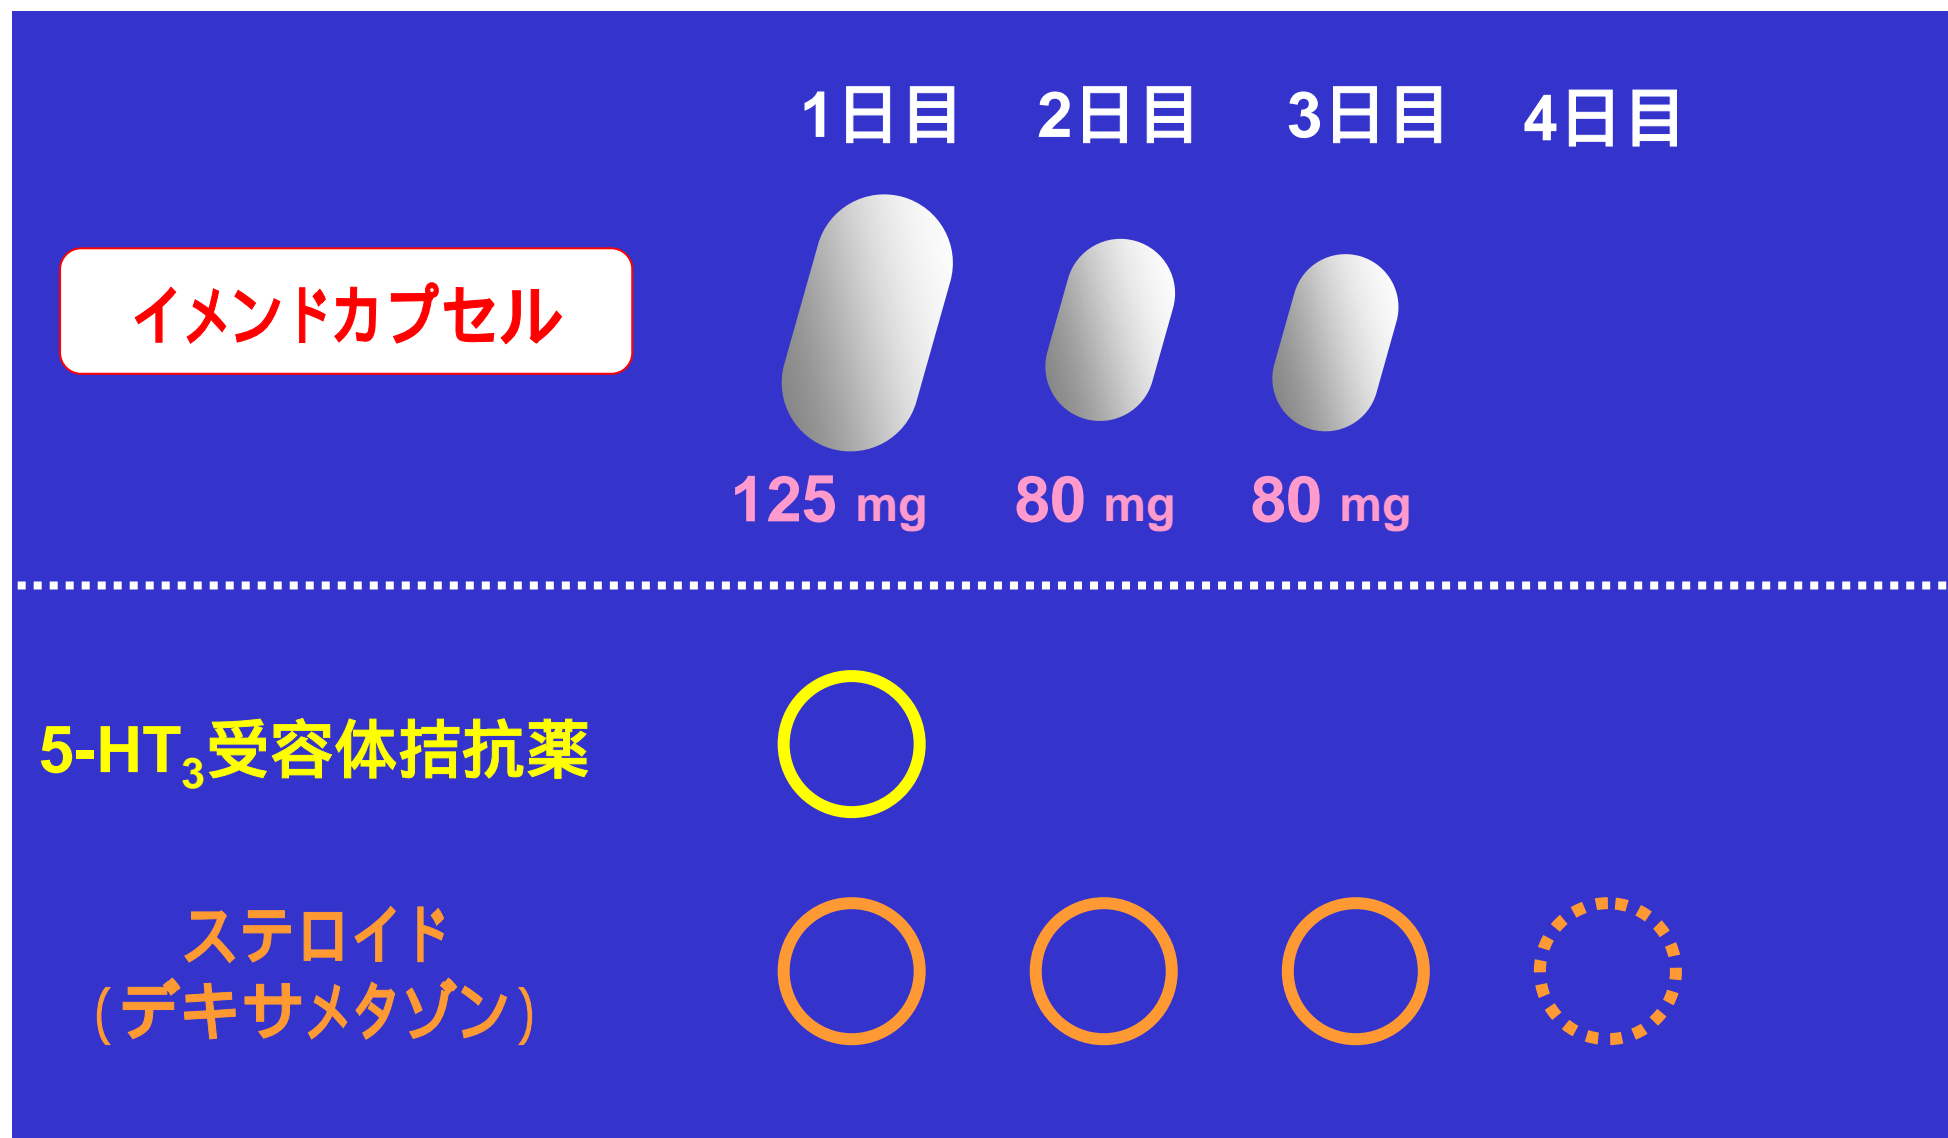 1日目 2日目 3日目 4日目
イメンドカプセル
125 mg 80 mg 80 mg
5-HT3受容体拮抗薬
ステロイド
(デキサメタゾン)